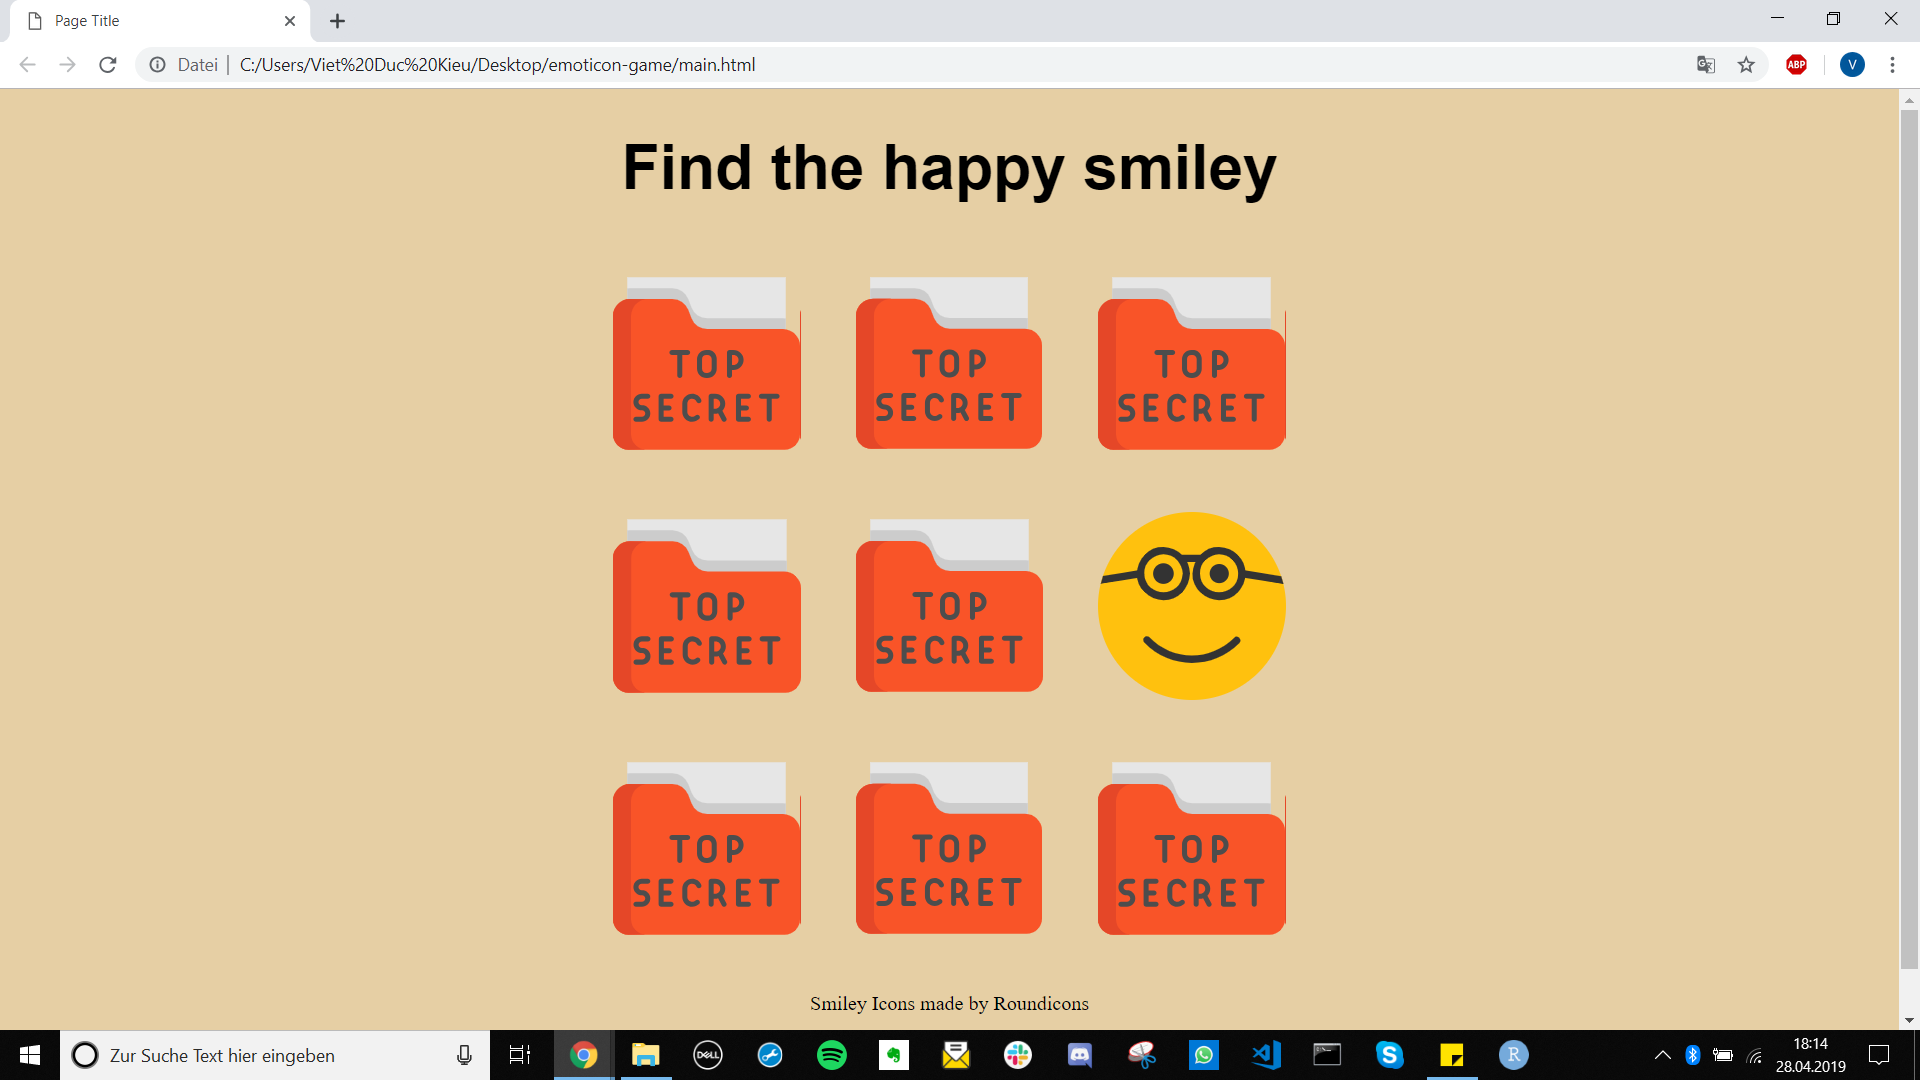 Page Title
Datei
C:/Users/Viet%20Duc%20Kieu/Desktop/emoticon-game/main.html
ABP
V
Find the happy smiley
TOP
SECRET
TOP
SECRET
TOP
SECRET
TOP
SECRET
TOP
SECRET
TOP
SECRET
TOP
SECRET
TOP
SECRET
Smiley Icons made by Roundicons
Zur Suche Text hier eingeben
DELL
S
R
18:14
28.04.2019